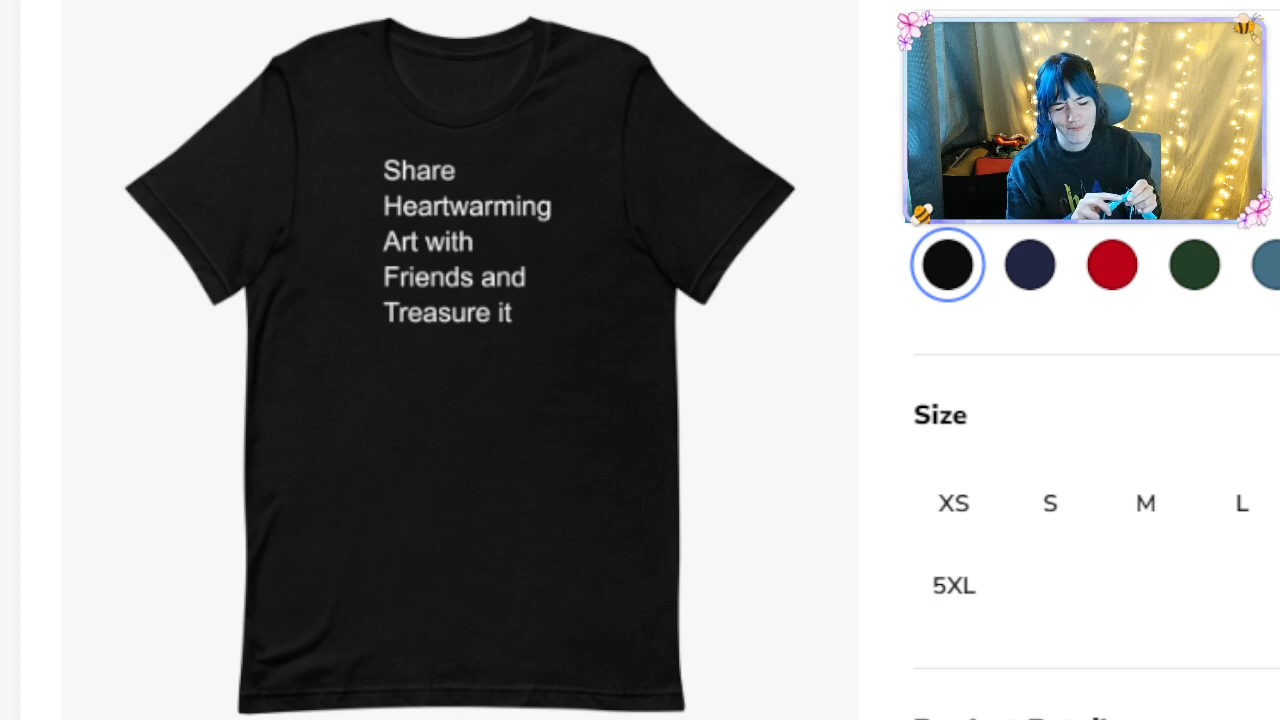 Share
Heartwarming
Art with
Friends and
Treasure it
Size
XS S M L
5XL